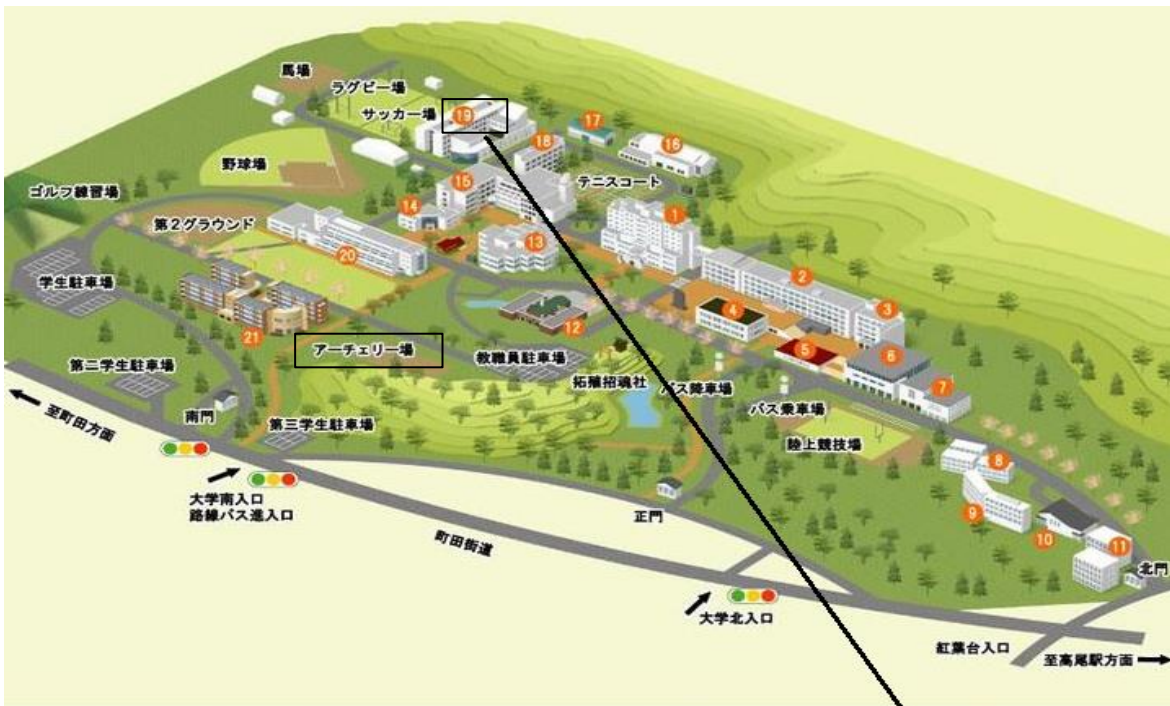 馬場
ラグビー場
サッカー場
19
17
18
16
野球場
テニスコート
ゴルフ練習場
15
14
第2グラウンド
1
13
20
2
学生駐車場
3
4
12
21
アーチェリー場
5
6
教職員駐車場
第二学生駐車場
拓殖招魂社
バス降車場
7
至町田方面
南門
第三学生駐車場
バス乗車場
陸上競技場
8
大学南入口
路線バス進入口
9
正門
町田街道
10
11
北門
大学北入口
紅葉台入口
至高尾駅方面